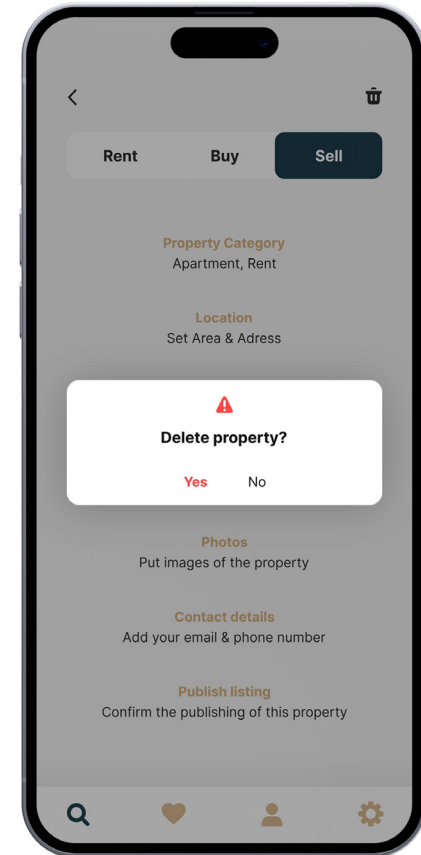 Rent Buy Sell
Property Category
Apartment, Rent
Location
Set Area & Adress
Delete property?
Yes No
Photos
Put images of the property
Contact details
Add your email & phone number
Publish listing
Confirm the publishing of this property